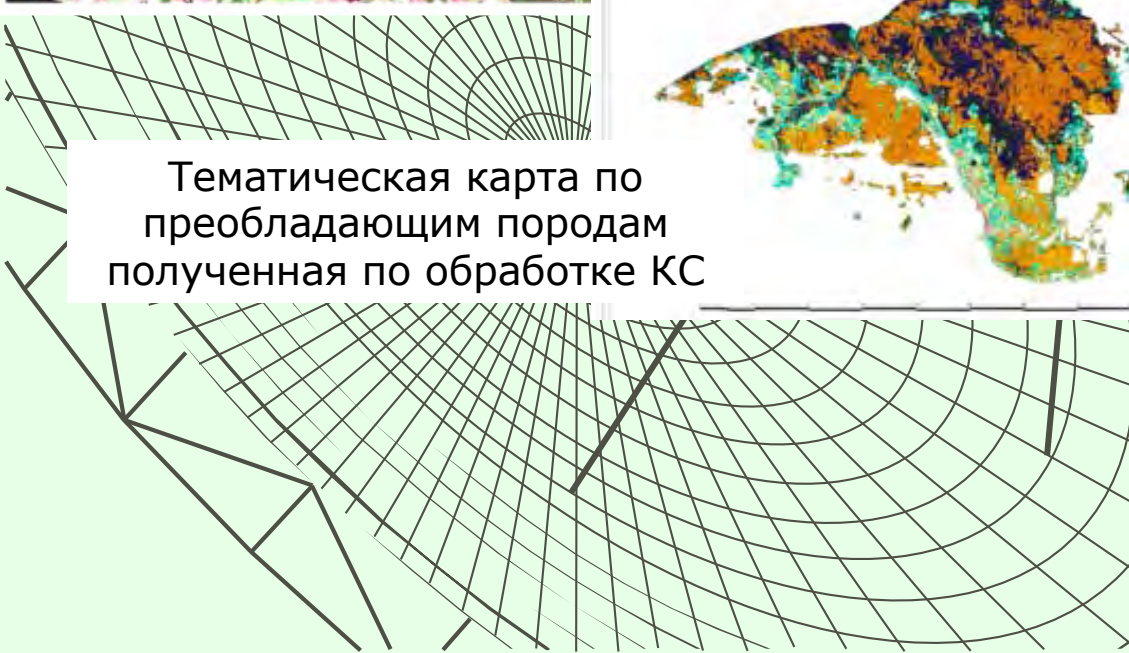 Тематическая карта по
преобладающим породам
полученная по обработке КС